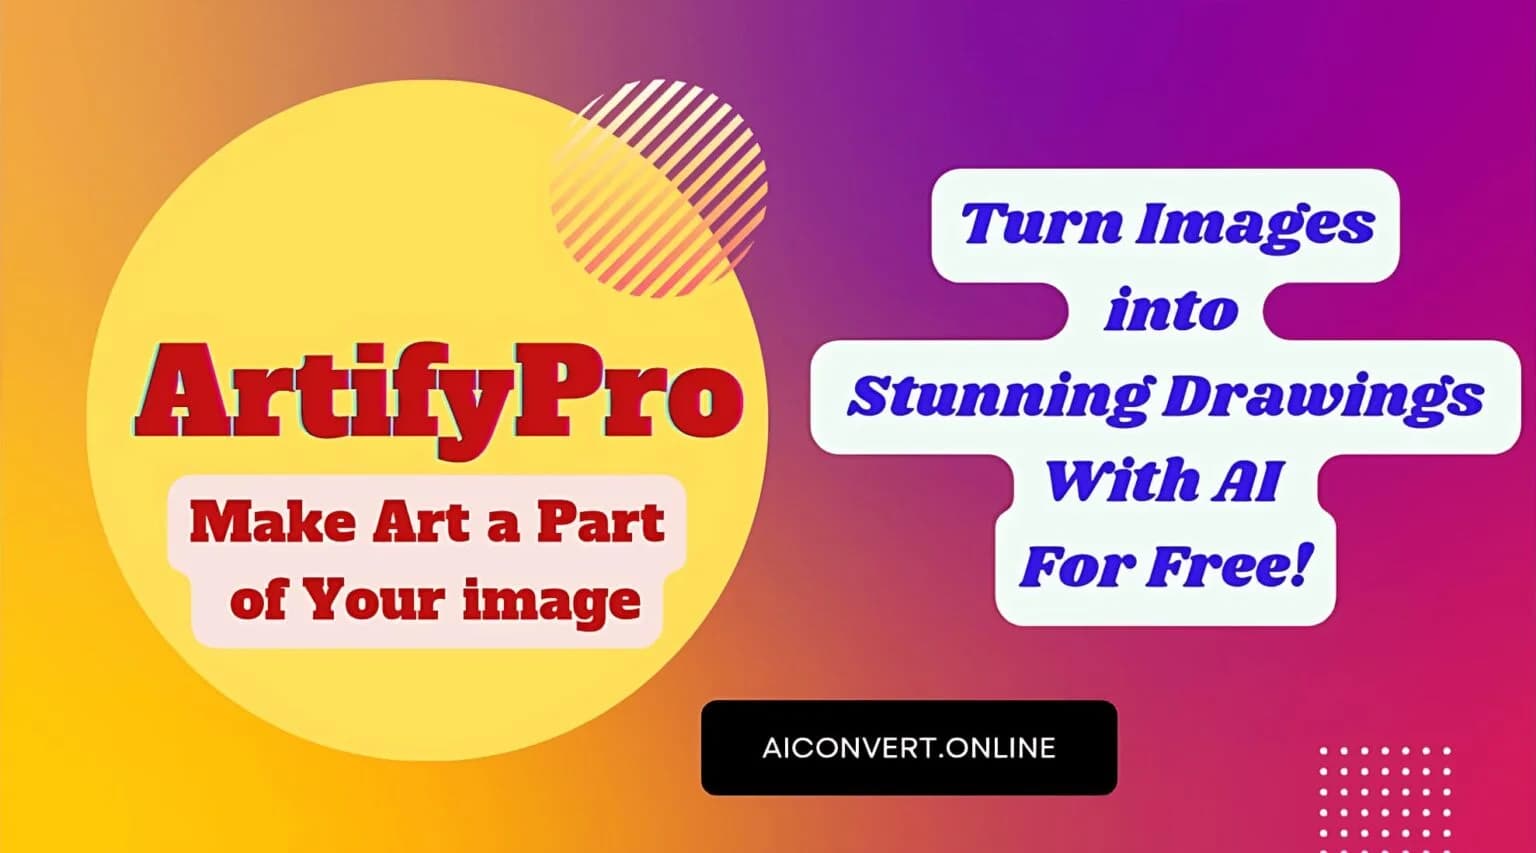 ArtifyPro
Make Art a Part
of Your image
Turn Images
into
Stunning Drawings
With AI
For Free!
AICONVERT.ONLINE